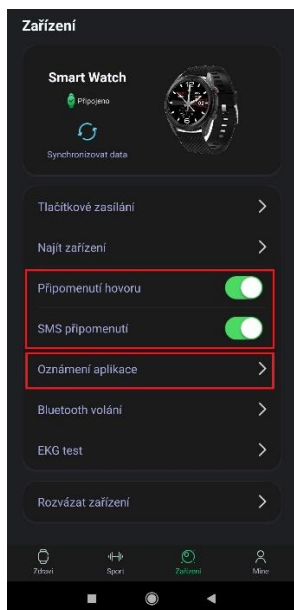 Zařízení
Smart Watch
Připojeno
Synchronizovat data
Tlačítkové zasílání
Najít zařízení
Připomenutí hovoru
SMS připomenutí
Oznámení aplikace
Bluetooth volání
EKG test
Rozvázat zařízení
Zdraví Sport Zařízení Mine